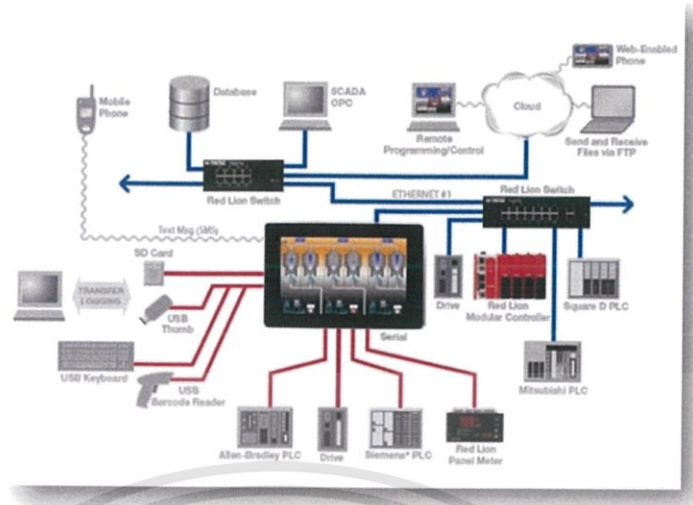 Mobile
Phone
Database
SCADA
OPC
Remote
Programming/Control
Cloud
Web-Enabled
Phone
Send and Receive
Files via FTP
Red Lion Switch
ETHERNET #1
Red Lion Switch
Text Msg (SMS)
SD Card
TRANSFER
LOGGING
USB
Thumb
USB Keyboard
USB
Barcode Reader
Serial
Drive
Red Lion
Modular Controller
Square D PLC
Mitsubishi PLC
Allen-Bradley PLC
Drive
Siemens* PLC
Red Lion
Panel Meter